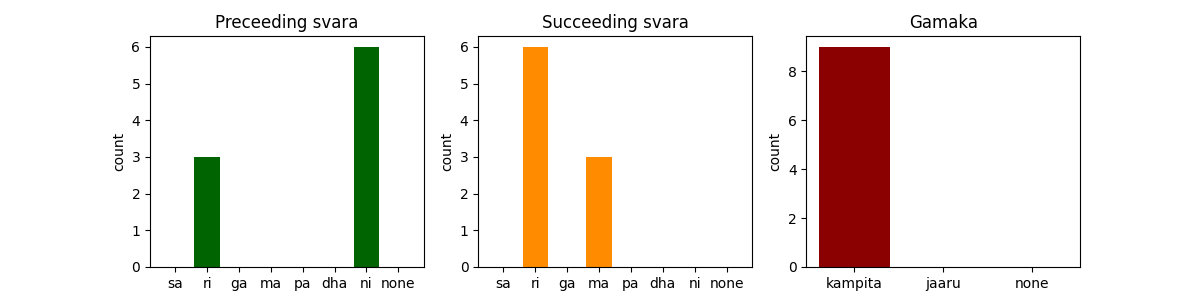 Preceeding svara
count
6
5
4
3
2
1
0
sa ri ga ma pa dha ni none
Succeeding svara
count
6
5
4
3
2
1
0
sa ri ga ma pa dha ni none
Gamaka
count
8
6
4
2
0
kampita jaaru none